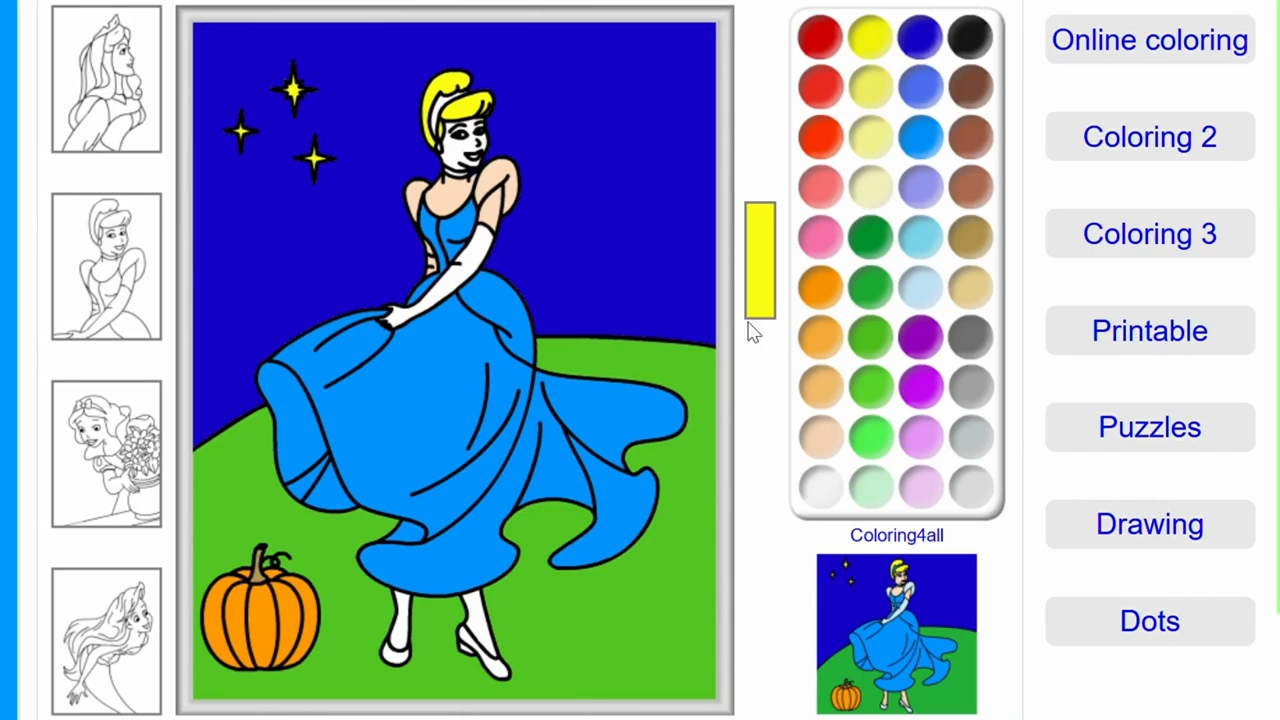 Online coloring
Coloring 2
Coloring 3
Printable
Puzzles
Coloring4all
Drawing
Dots